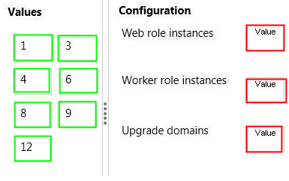 Values
Configuration
1
3
4
6
8
9
12
Web role instances
Value
Worker role instances
Value
Upgrade domains
Value